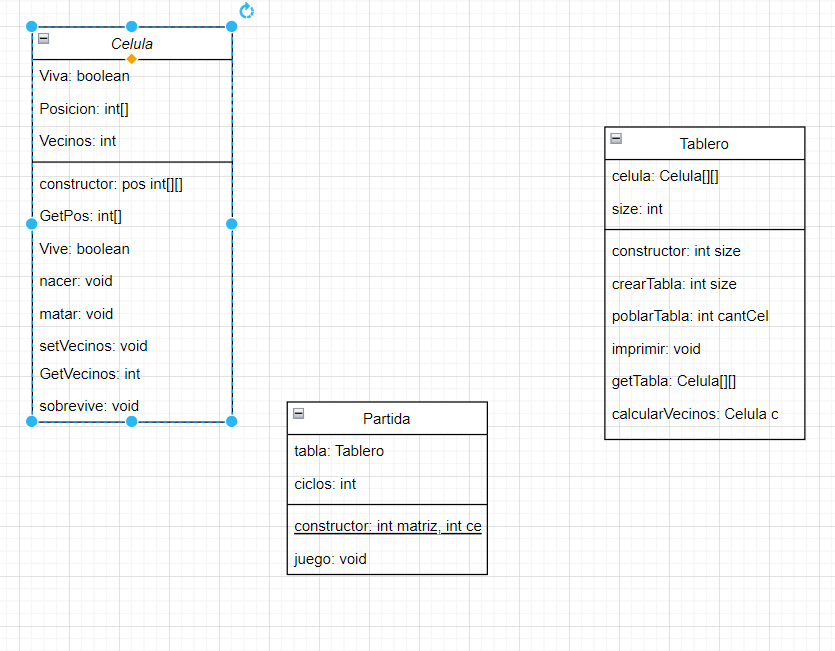 Celula
Viva: boolean
Posicion: int[]
Vecinos: int
constructor: pos int[][]
GetPos: int[]
Vive: boolean
nacer: void
matar: void
setVecinos: void
GetVecinos: int
sobrevive: void
Tablero
celula: Celula[][]
size: int
constructor: int size
crearTabla: int size
poblarTabla: int cantCel
imprimir: void
getTabla: Celula[][]
calcularVecinos: Celula c
Partida
tabla: Tablero
ciclos: int
constructor: int matriz, int ce
juego: void